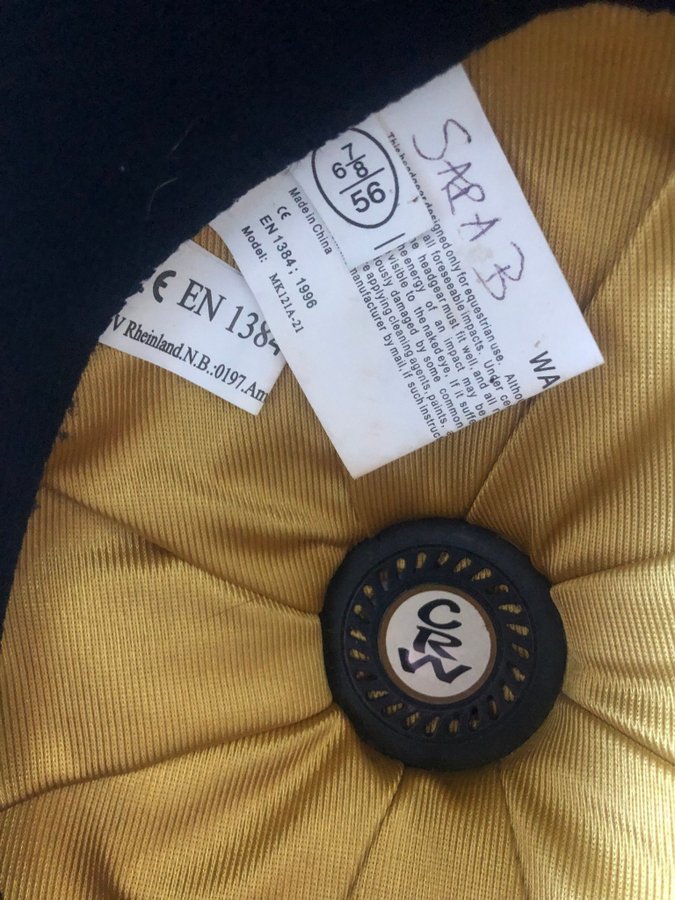 SARA B
6 7/8
56
Made in China
CE
EN 1384 ; 1996
Model: MK121A-21
WA
This headgear designed only for equestrian use. Altho
all foreseeable impacts. Under ce
e headgear must fit well, and all
he energy of an impact may be
visible to the naked eye, if it suffe
iously damaged by some common
e applying cleaning agents, paints,
manufacturer by mail, if such instruc
CE EN 1384
V Rheinland.N.B.:0197.Am